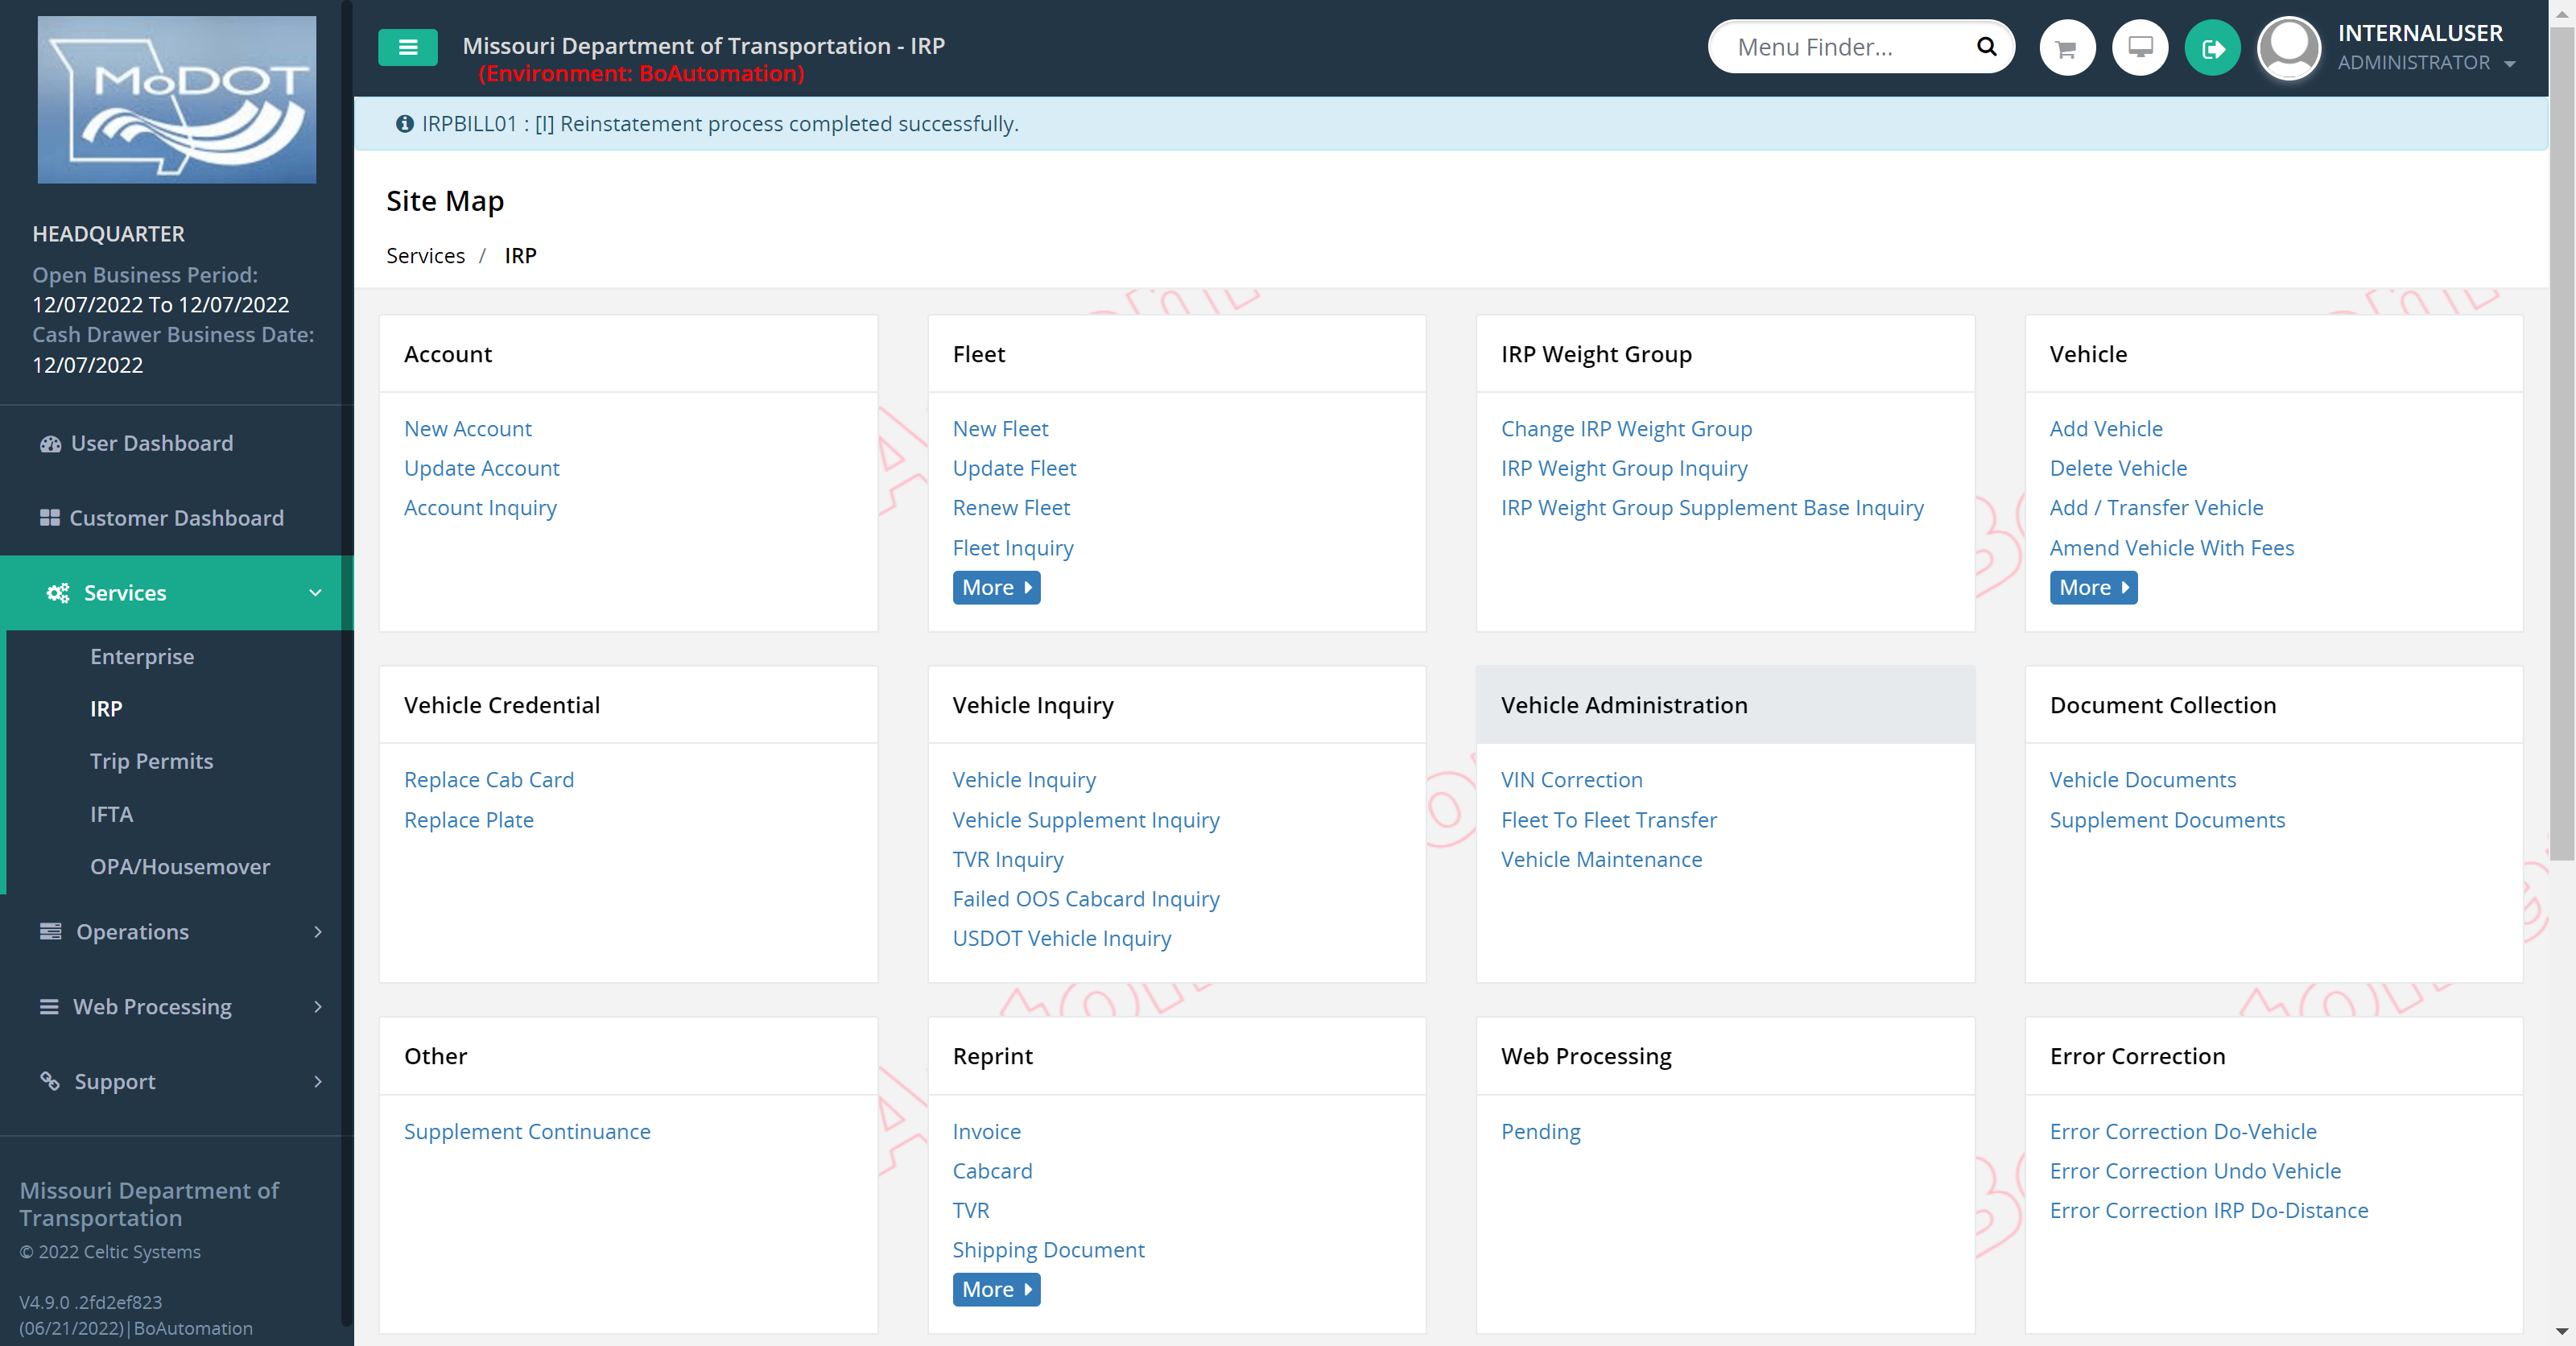 MoDOT
HEADQUARTER
Open Business Period:
12/07/2022 To 12/07/2022
Cash Drawer Business Date:
12/07/2022
User Dashboard
Customer Dashboard
Services
Enterprise
IRP
Trip Permits
IFTA
OPA/Housemover
Operations
Web Processing
Support
Missouri Department of
Transportation
© 2022 Celtic Systems
V4.9.0 .2fd2ef823
(06/21/2022)|BoAutomation
Missouri Department of Transportation - IRP
(Environment: BoAutomation)
Menu Finder...
INTERNALUSER
ADMINISTRATOR
IRPBILL01 : [I] Reinstatement process completed successfully.
Site Map
Services / IRP
Account
New Account
Update Account
Account Inquiry
Fleet
New Fleet
Update Fleet
Renew Fleet
Fleet Inquiry
More
IRP Weight Group
Change IRP Weight Group
IRP Weight Group Inquiry
IRP Weight Group Supplement Base Inquiry
Vehicle
Add Vehicle
Delete Vehicle
Add / Transfer Vehicle
Amend Vehicle With Fees
More
Vehicle Credential
Replace Cab Card
Replace Plate
Vehicle Inquiry
Vehicle Inquiry
Vehicle Supplement Inquiry
TVR Inquiry
Failed OOS Cabcard Inquiry
USDOT Vehicle Inquiry
Vehicle Administration
VIN Correction
Fleet To Fleet Transfer
Vehicle Maintenance
Document Collection
Vehicle Documents
Supplement Documents
Other
Supplement Continuance
Reprint
Invoice
Cabcard
TVR
Shipping Document
More
Web Processing
Pending
Error Correction
Error Correction Do-Vehicle
Error Correction Undo Vehicle
Error Correction IRP Do-Distance